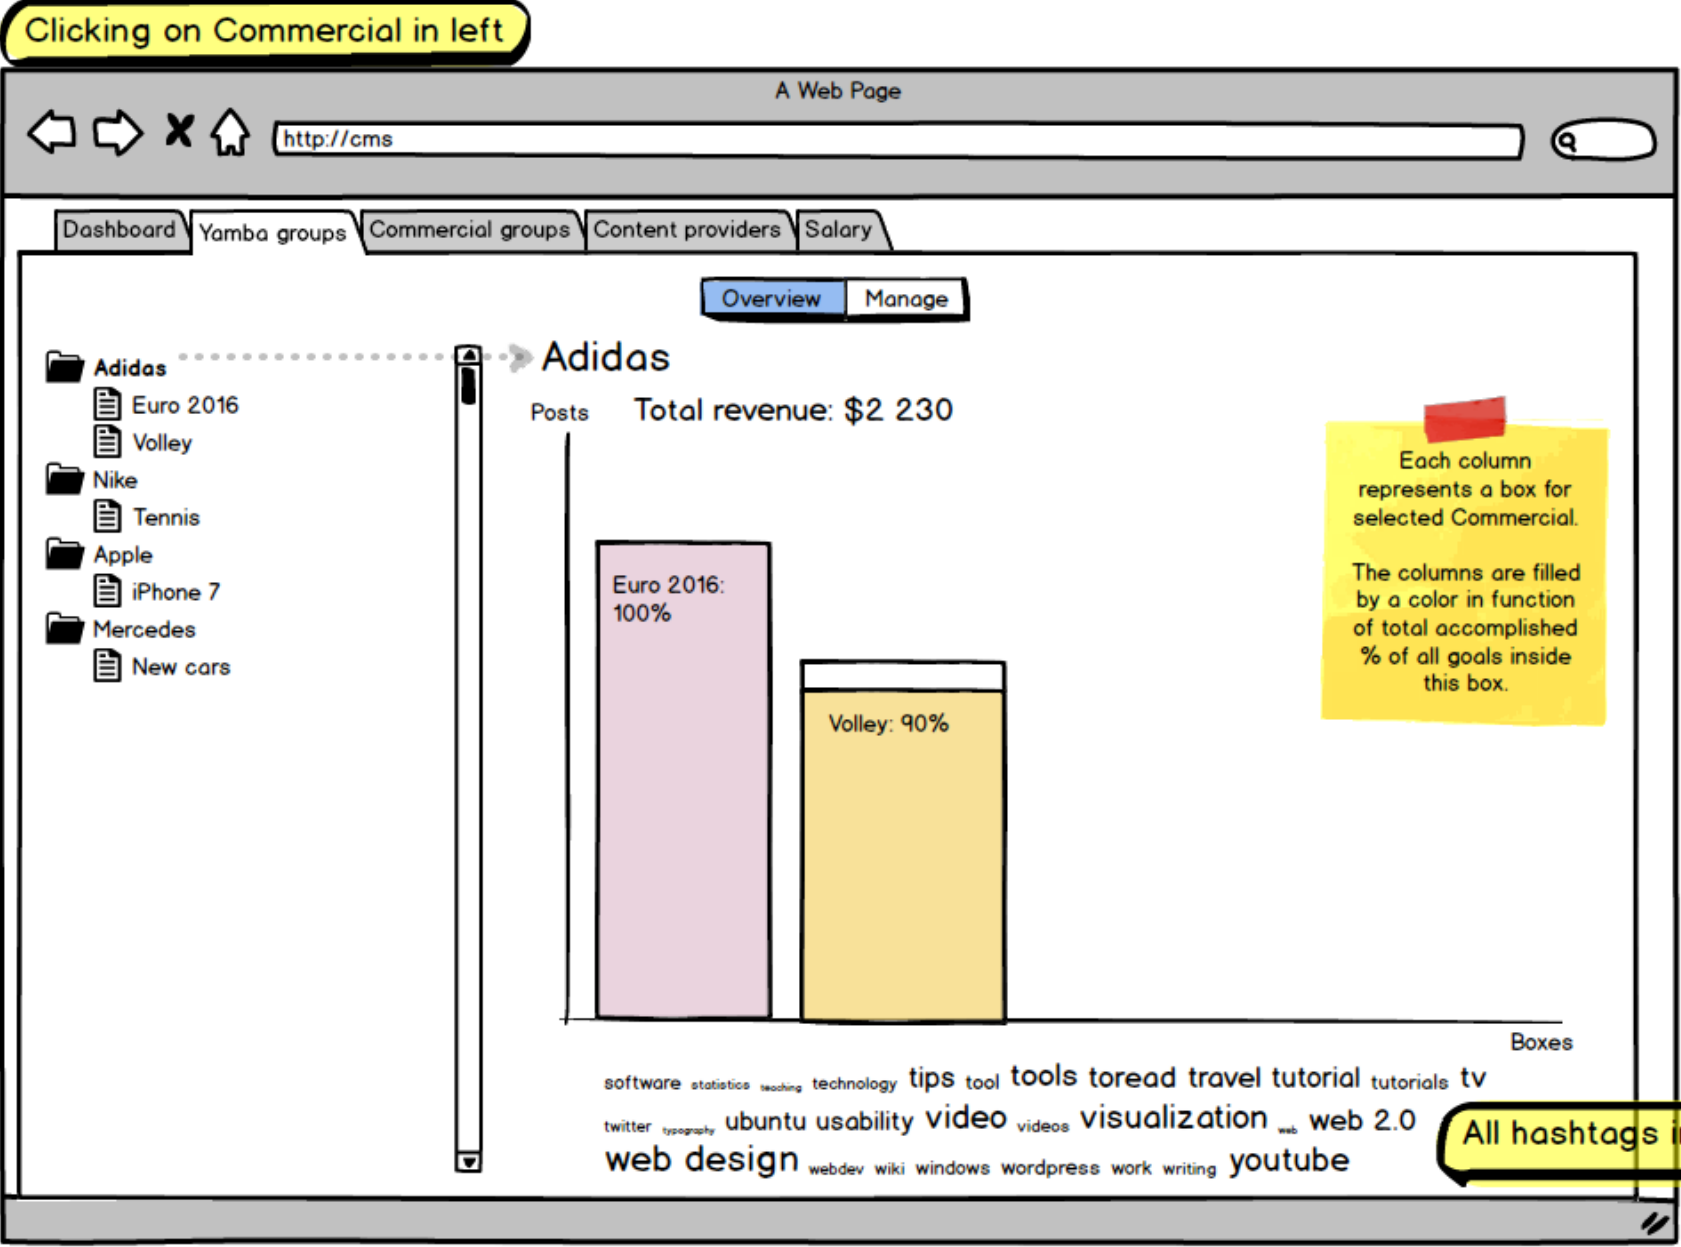 Clicking on Commercial in left
A Web Page
http://cms
Dashboard Yamba groups Commercial groups Content providers Salary
Overview Manage
Adidas
Euro 2016
Volley
Nike
Tennis
Apple
iPhone 7
Mercedes
New cars
Adidas
Posts Total revenue: $2 230
Euro 2016:
100%
Volley: 90%
Each column
represents a box for
selected Commercial.
The columns are filled
by a color in function
of total accomplished
% of all goals inside
this box.
Boxes
software statistics teaching technology tips tool tools toread travel tutorial tutorials tv
twitter typography ubuntu usability video videos visualization web web 2.0
web design webdev wiki windows wordpress work writing youtube
All hashtags